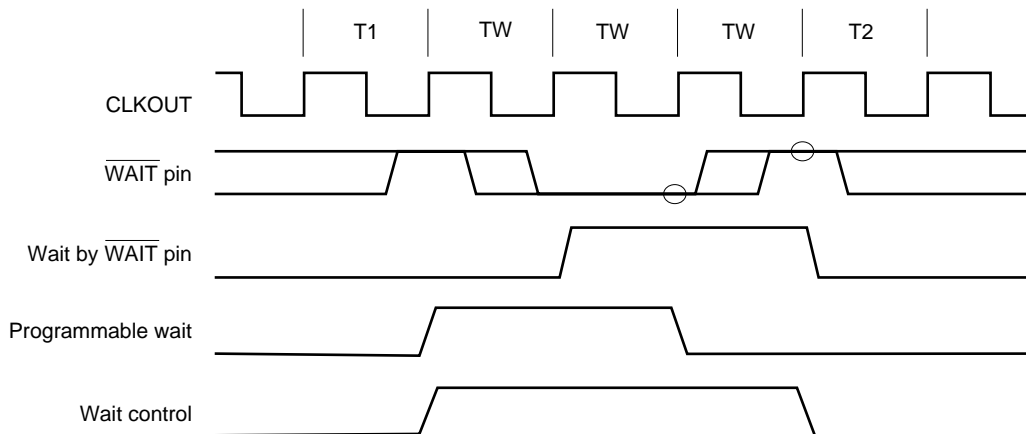 T1 TW TW TW T2
CLKOUT
WAIT pin
Wait by WAIT pin
Programmable wait
Wait control